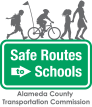 Safe Routes
to Schools
Alameda County
Transportation Commission